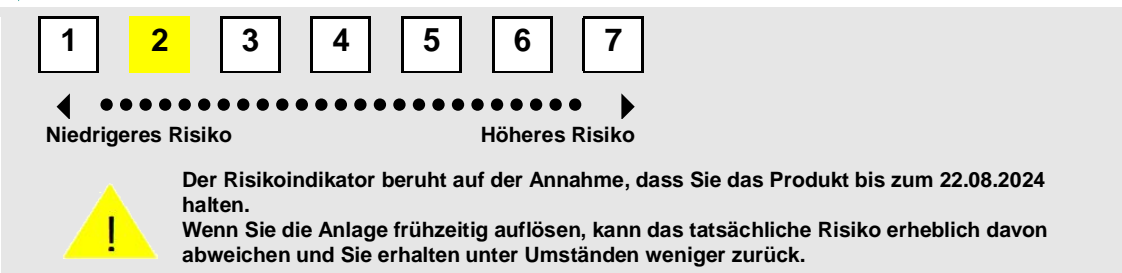 1 2 3 4 5 6 7
Niedrigeres Risiko Höheres Risiko
Der Risikoindikator beruht auf der Annahme, dass Sie das Produkt bis zum 22.08.2024
halten.
Wenn Sie die Anlage frühzeitig auflösen, kann das tatsächliche Risiko erheblich davon
abweichen und Sie erhalten unter Umständen weniger zurück.
!